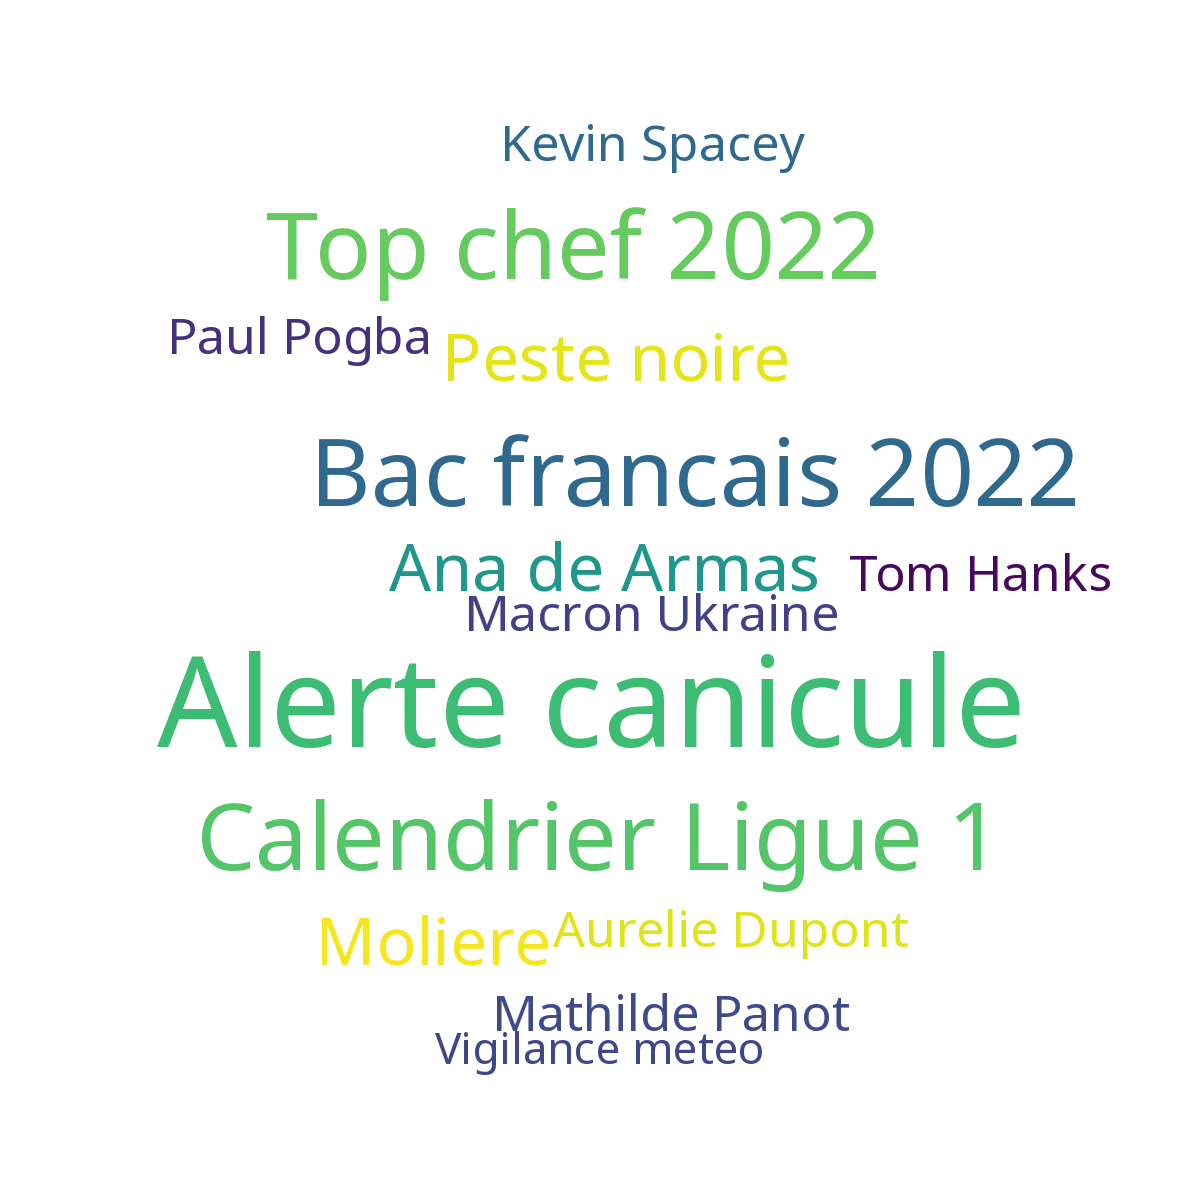 Kevin Spacey
Top chef 2022
Paul Pogba
Peste noire
Bac francais 2022
Ana de Armas
Tom Hanks
Macron Ukraine
Alerte canicule
Calendrier Ligue 1
Moliere
Aurelie Dupont
Mathilde Panot
Vigilance meteo